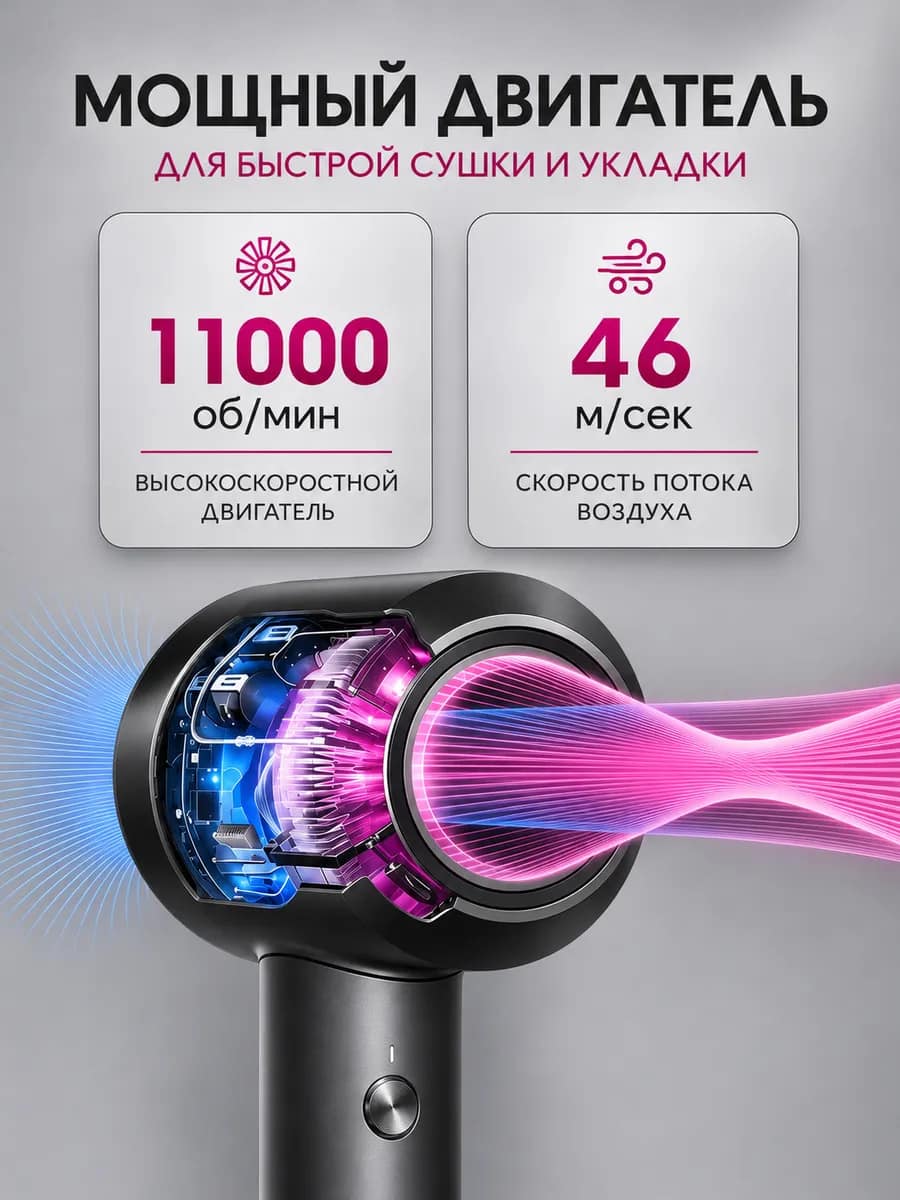 МОЩНЫЙ ДВИГАТЕЛЬ
ДЛЯ БЫСТРОЙ СУШКИ И УКЛАДКИ
11000
об/мин
ВЫСОКОСКОРОСТНОЙ
ДВИГАТЕЛЬ
46
м/сек
СКОРОСТЬ ПОТОКА
ВОЗДУХА